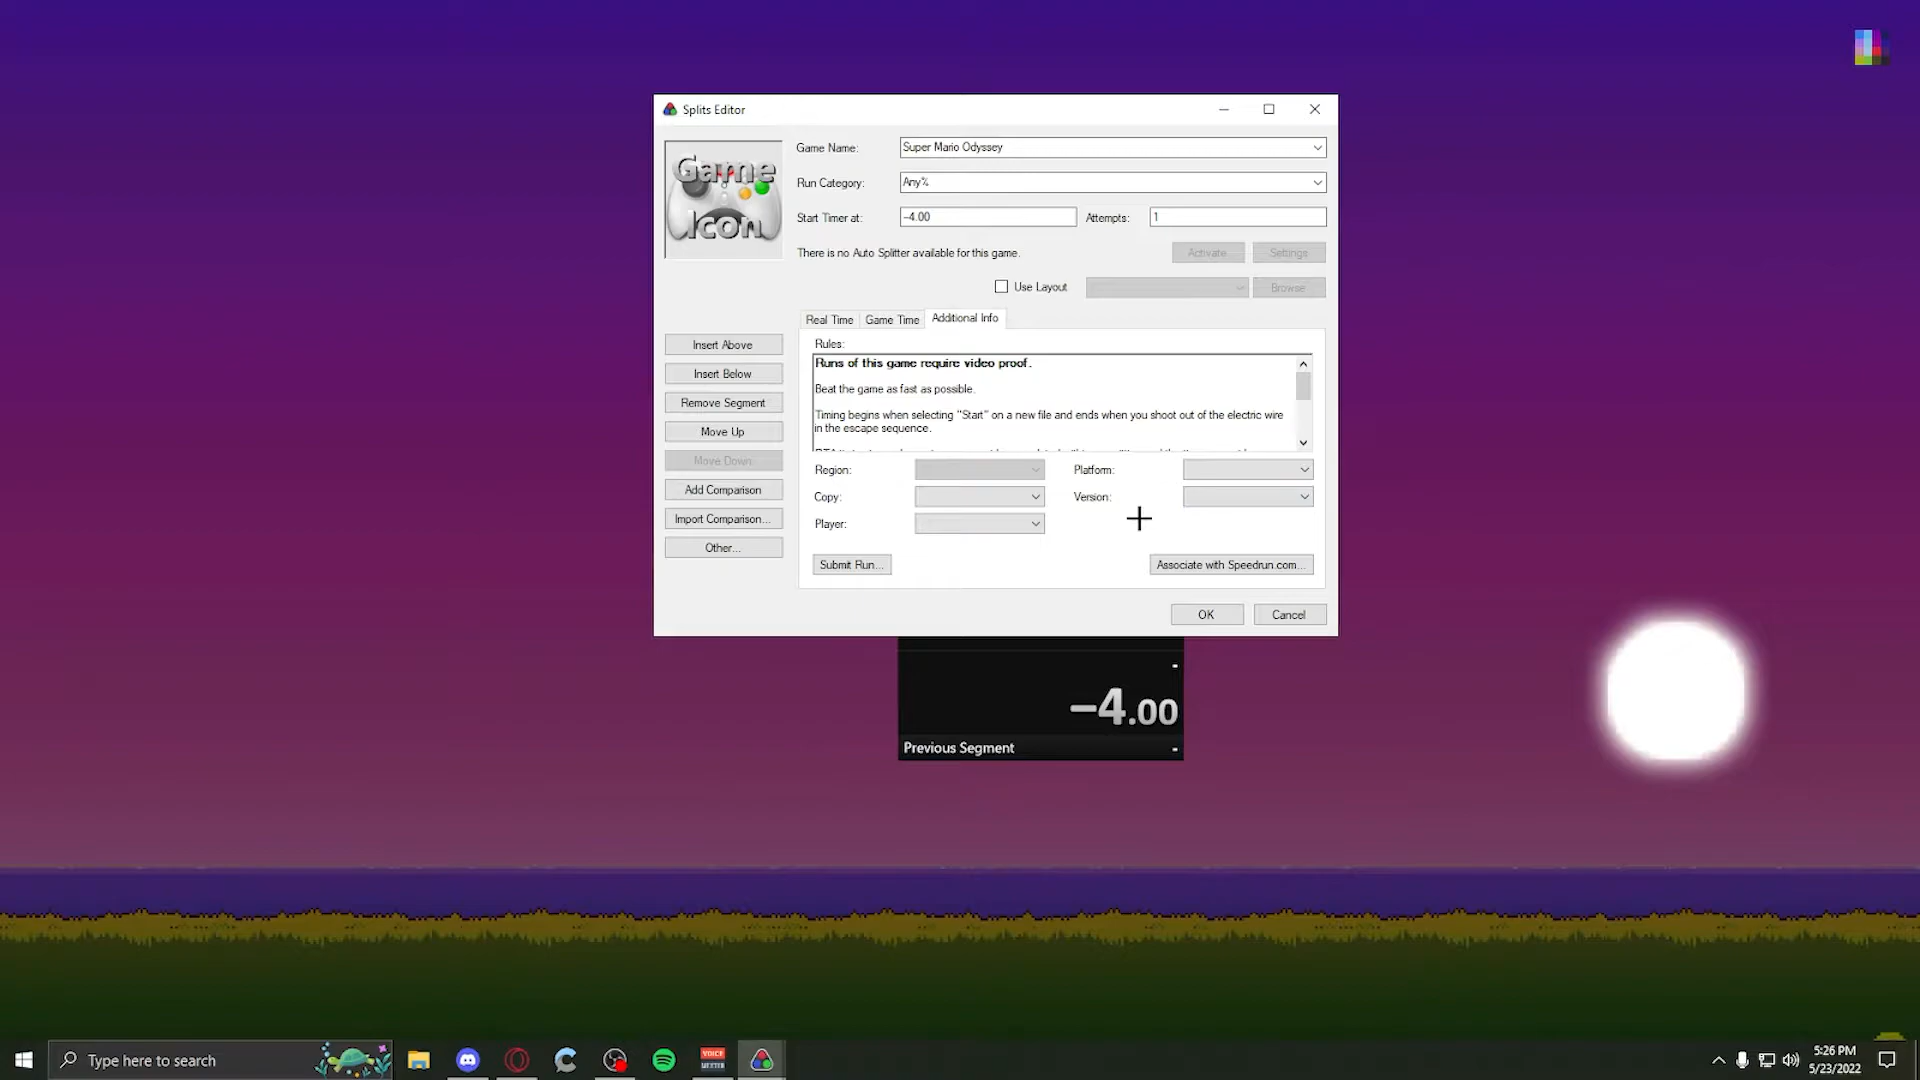 Splits Editor
Game
Icon
Game Name:
Super Mario Odyssey
Run Category:
Any%
Start Timer at:
-4.00
Attempts:
1
There is no Auto Splitter available for this game.
Activate
Settings
Use Layout
Browse
Real Time
Game Time
Additional Info
Insert Above
Insert Below
Remove Segment
Move Up
Move Down
Add Comparison
Import Comparison...
Other...
Rules:
Runs of this game require video proof.
Beat the game as fast as possible.
Timing begins when selecting "Start" on a new file and ends when you shoot out of the electric wire
in the escape sequence.
Region:
Platform:
Copy:
Version:
Player:
Submit Run...
Associate with Speedrun.com...
OK
Cancel
-
−4.00
Previous Segment
-
Type here to search
VOICE
5:26 PM
5/23/2022